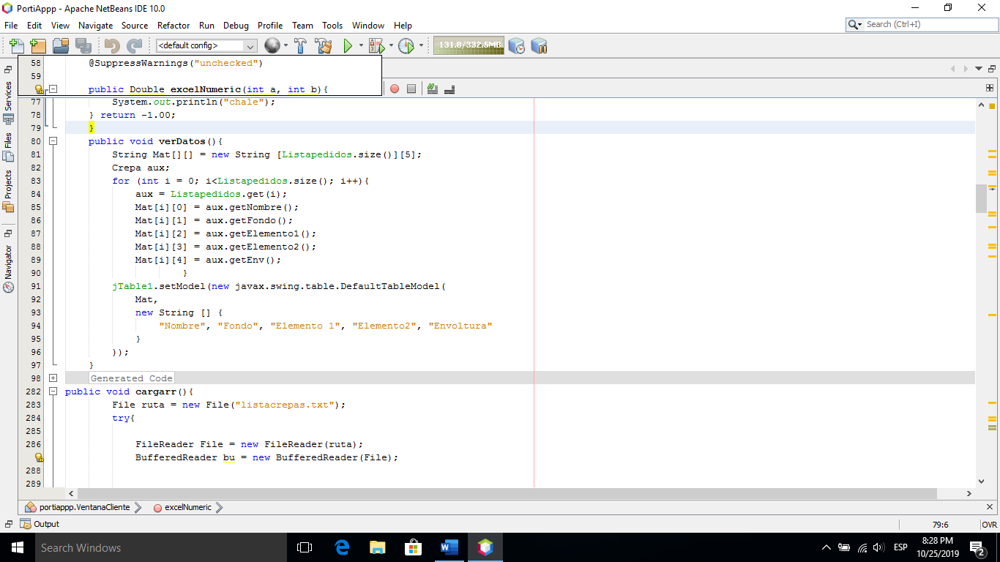 PortiAppp - Apache NetBeans IDE 10.0
File Edit View Navigate Source Refactor Run Debug Profile Team Tools Window Help
Search (Ctrl+I)
<default config>
131.8/332.5MB
58 @SuppressWarnings("unchecked")
59
public Double excelNumeric(int a, int b){
77 System.out.println("chale");
78 } return -1.00;
79 }
80 public void verDatos(){
81 String Mat[][] = new String [Listapedidos.size()][5];
82 Crepa aux;
83 for (int i = 0; i<Listapedidos.size(); i++){
84 aux = Listapedidos.get(i);
85 Mat[i][0] = aux.getNombre();
86 Mat[i][1] = aux.getFondo();
87 Mat[i][2] = aux.getElemento1();
88 Mat[i][3] = aux.getElemento2();
89 Mat[i][4] = aux.getEnv();
90 }
91 jTable1.setModel(new javax.swing.table.DefaultTableModel(
92 Mat,
93 new String [] {
94 "Nombre", "Fondo", "Elemento 1", "Elemento2", "Envoltura"
95 }
96 ));
97 }
98 Generated Code
282 public void cargarr(){
283 File ruta = new File("listacrepas.txt");
284 try{
285
286 FileReader File = new FileReader(ruta);
BufferedReader bu = new BufferedReader(File);
288
289
Services
Files
Projects
Navigator
portiappp.VentanaCliente
excelNumeric
Output
79:6
OVR
Search Windows
ESP
8:28 PM
10/25/2019
2